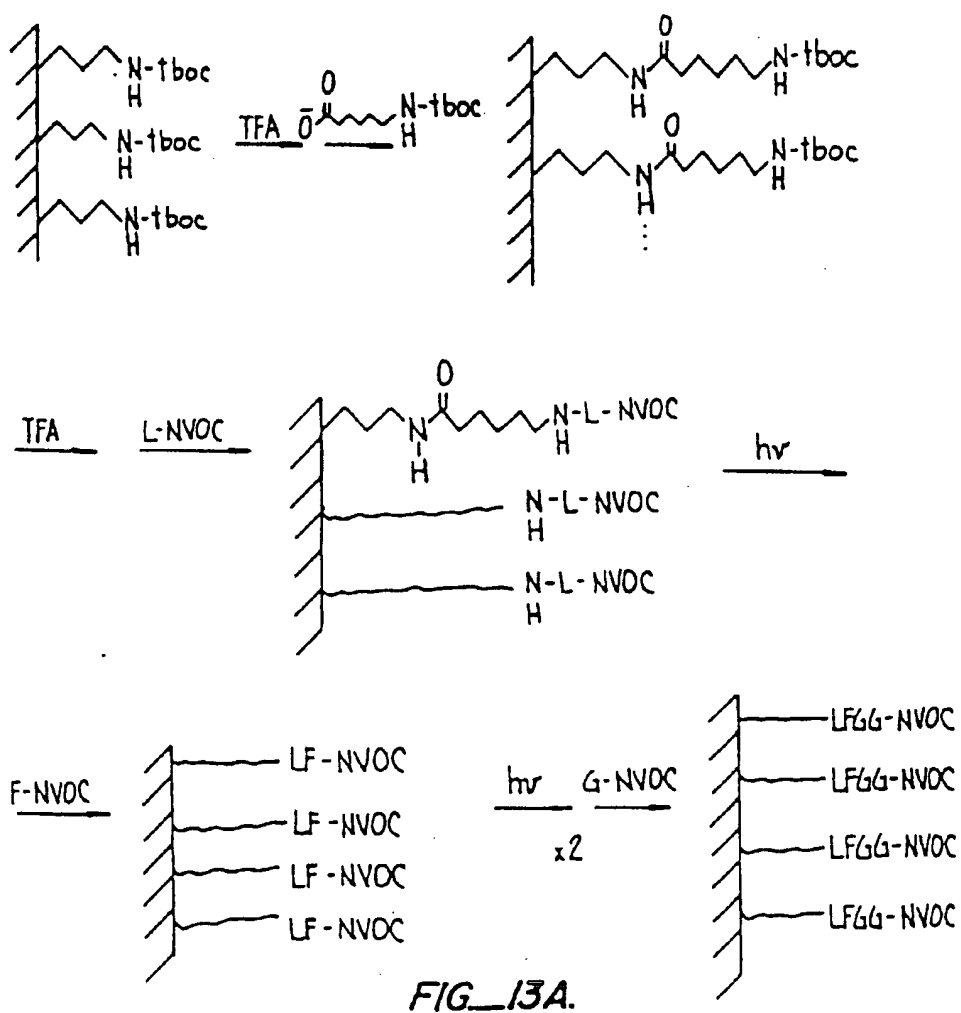 N-tboc
H
N-tboc
H
N-tboc
H
TFA
O
O
N-tboc
H
O
N
H
N-tboc
H
O
N
H
N-tboc
H
TFA
L-NVOC
O
N
H
N-L-NVOC
H
N-L-NVOC
H
N-L-NVOC
H
hν
F-NVOC
LF-NVOC
LF-NVOC
LF-NVOC
LF-NVOC
hν
x2
G-NVOC
LFGG-NVOC
LFGG-NVOC
LFGG-NVOC
LFGG-NVOC
FIG_13A.